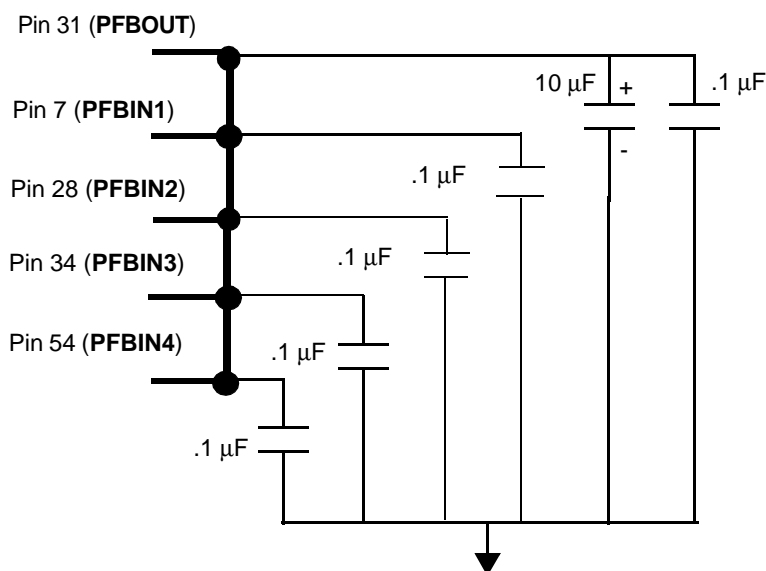 Pin 31 (PFBOUT)
10 μF
+
-
.1 μF
Pin 7 (PFBIN1)
.1 μF
Pin 28 (PFBIN2)
.1 μF
Pin 34 (PFBIN3)
.1 μF
Pin 54 (PFBIN4)
.1 μF